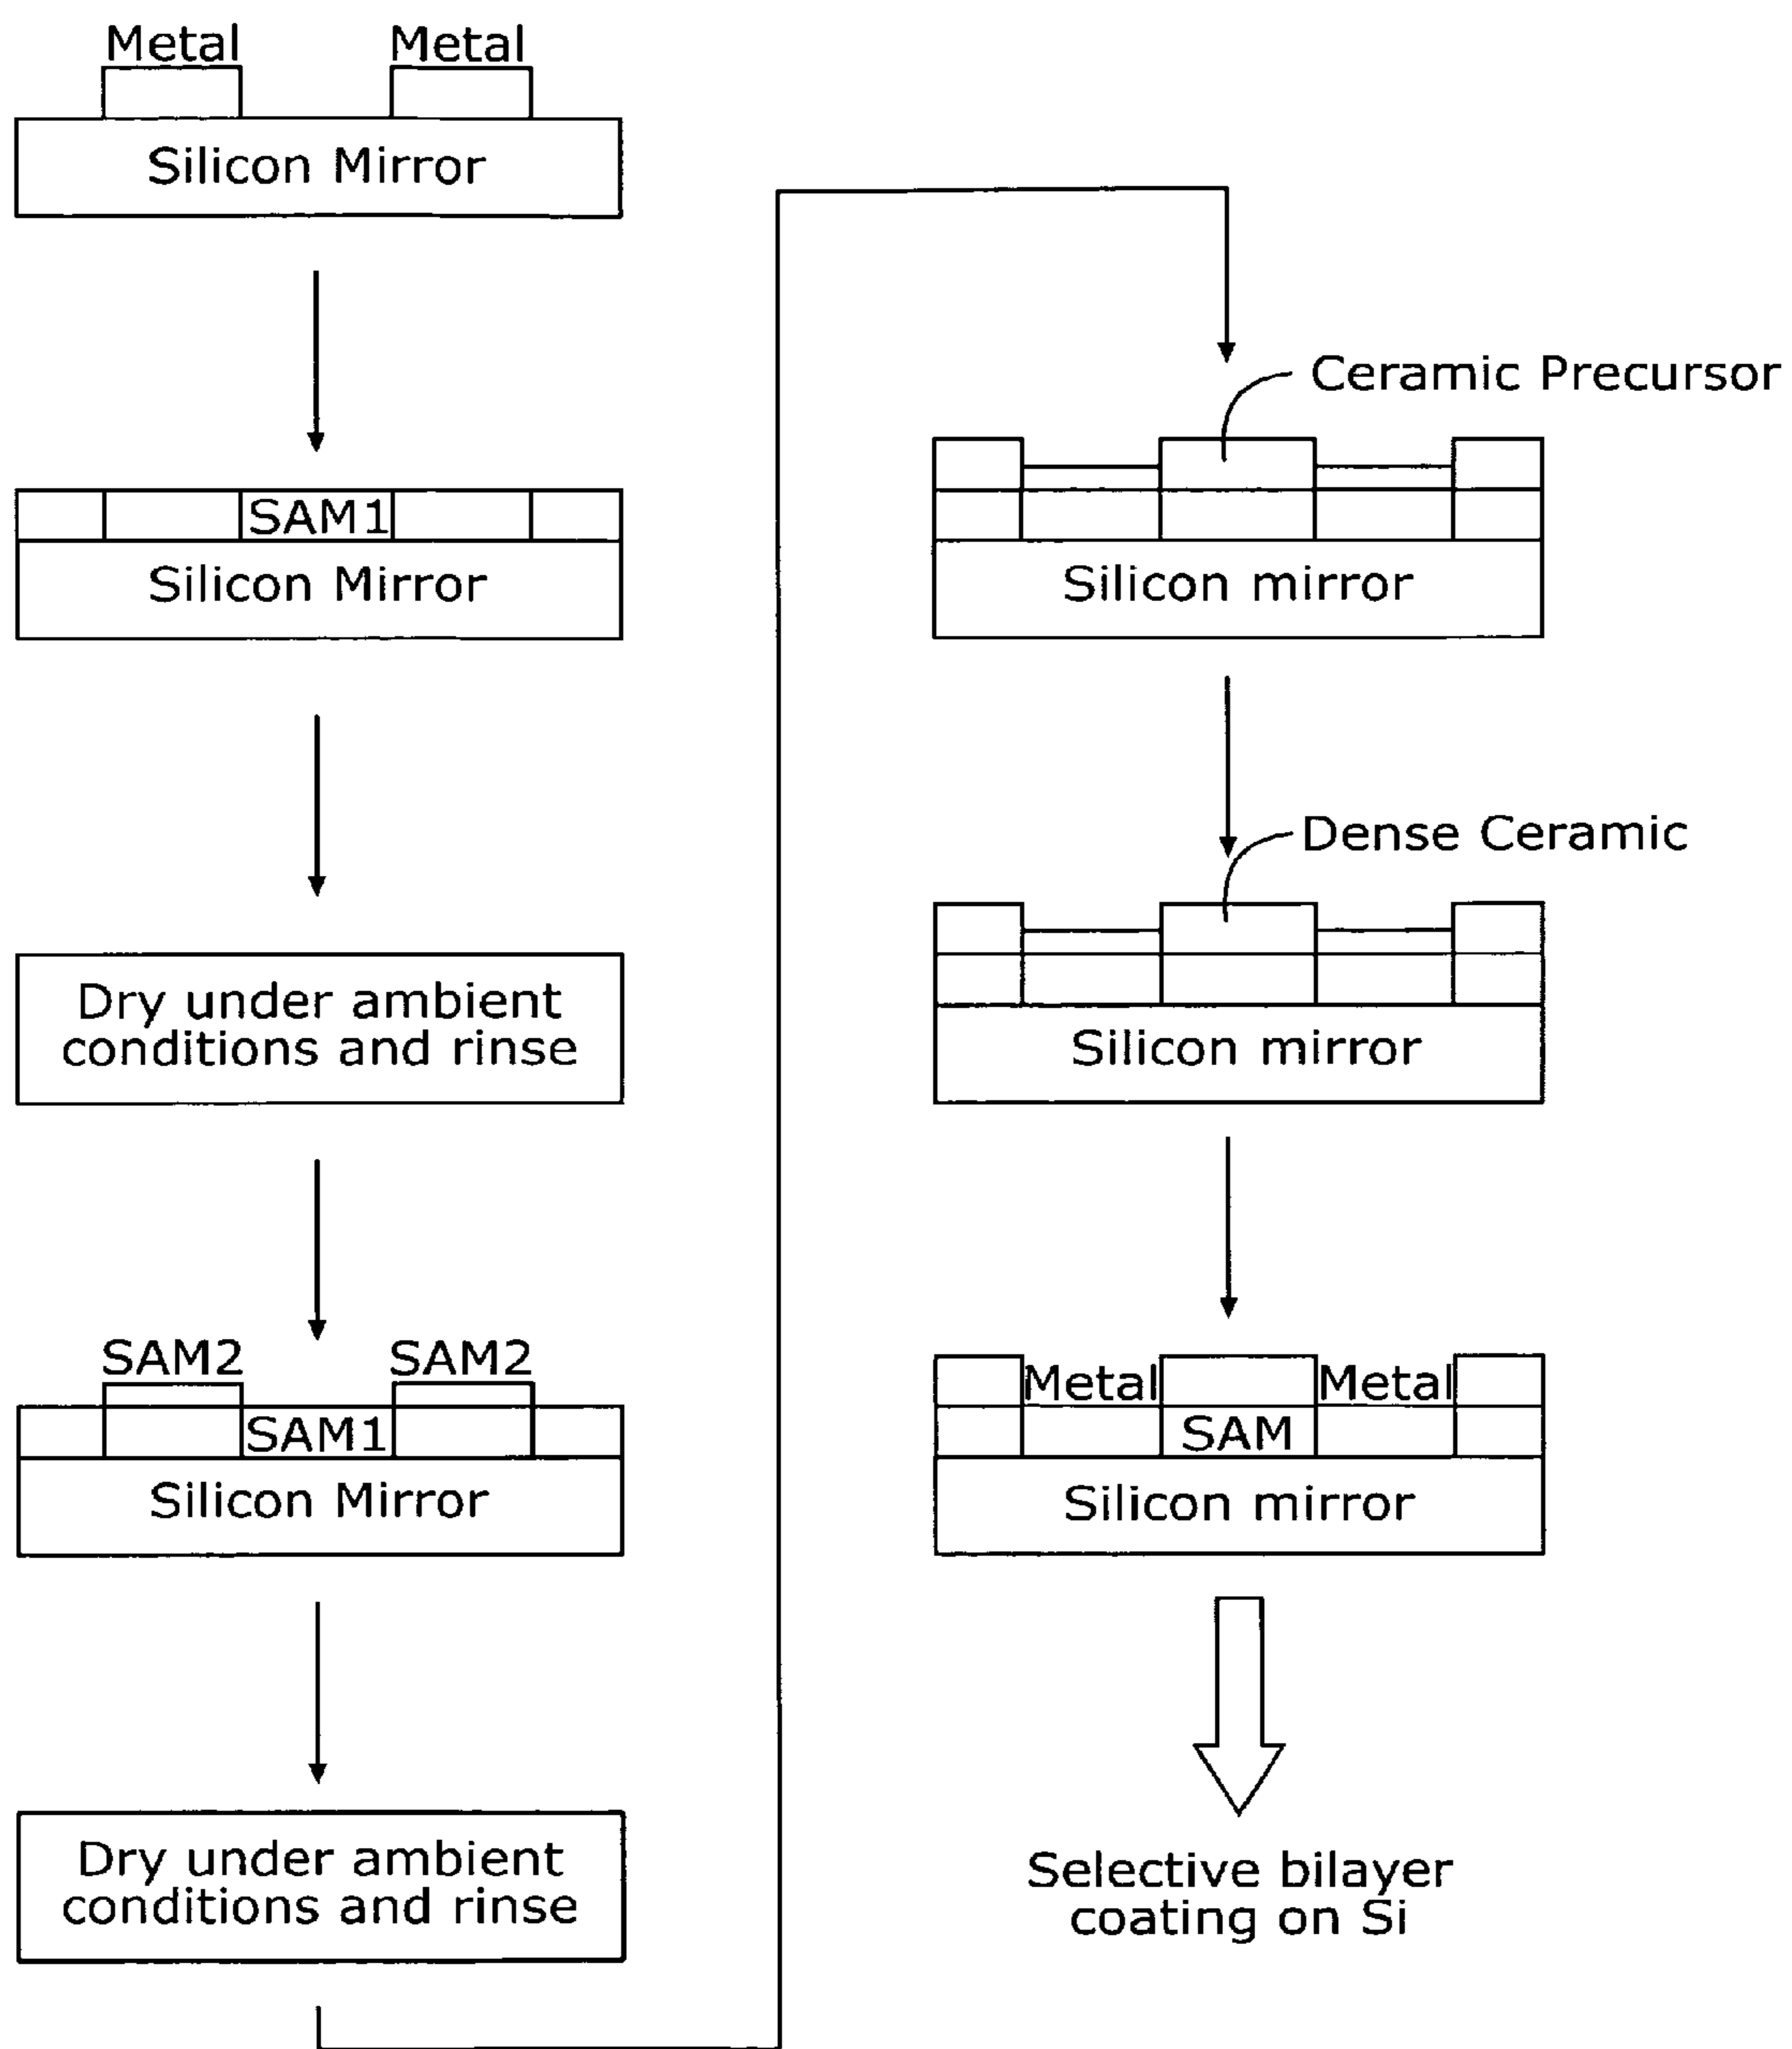 Metal Metal
Silicon Mirror
SAM1
Silicon Mirror
Dry under ambient
conditions and rinse
SAM2 SAM2
SAM1
Silicon Mirror
Dry under ambient
conditions and rinse
Ceramic Precursor
Silicon mirror
Dense Ceramic
Silicon mirror
Metal Metal
SAM
Silicon mirror
Selective bilayer
coating on Si